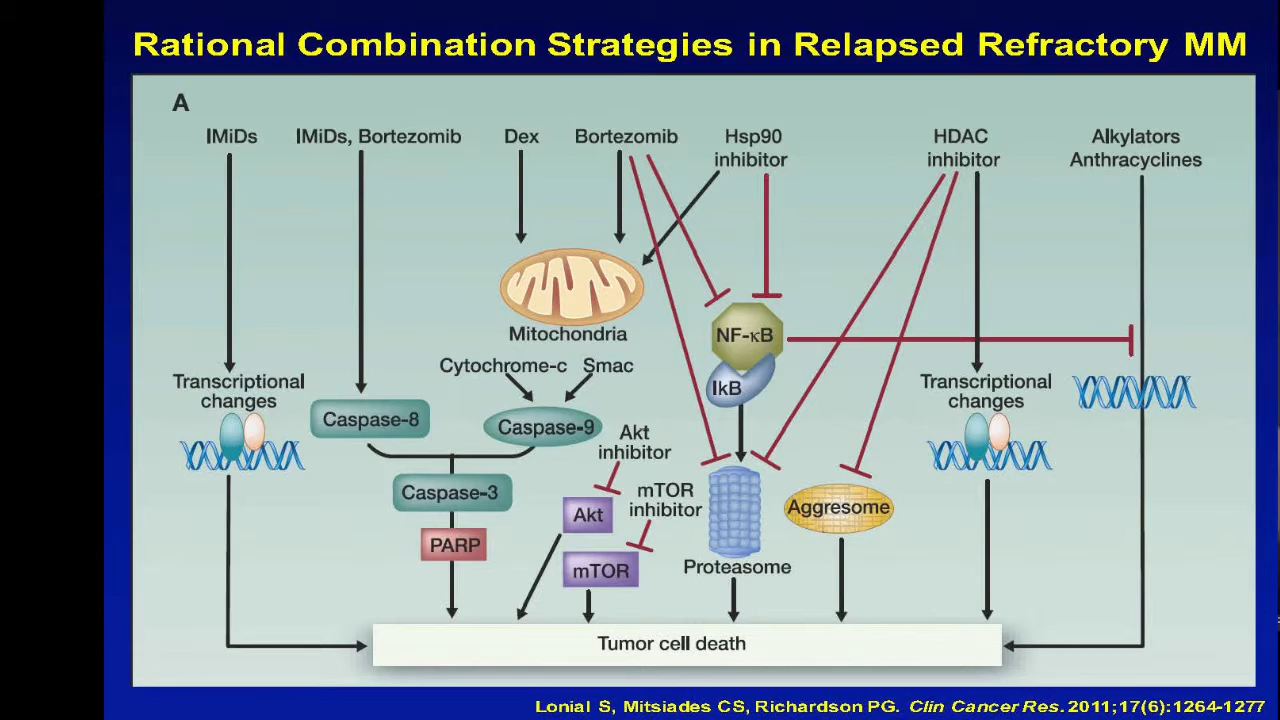 Rational Combination Strategies in Relapsed Refractory MM
A
IMiDs
IMiDs, Bortezomib
Dex
Bortezomib
Hsp90
inhibitor
HDAC
inhibitor
Alkylators
Anthracyclines
Mitochondria
NF-κB
IkB
Cytochrome-c
Smac
Transcriptional
changes
Caspase-8
Caspase-9
Akt
inhibitor
Transcriptional
changes
Caspase-3
mTOR
inhibitor
Akt
Aggresome
PARP
mTOR
Proteasome
Tumor cell death
Lonial S, Mitsiades CS, Richardson PG. Clin Cancer Res. 2011;17(6):1264-1277